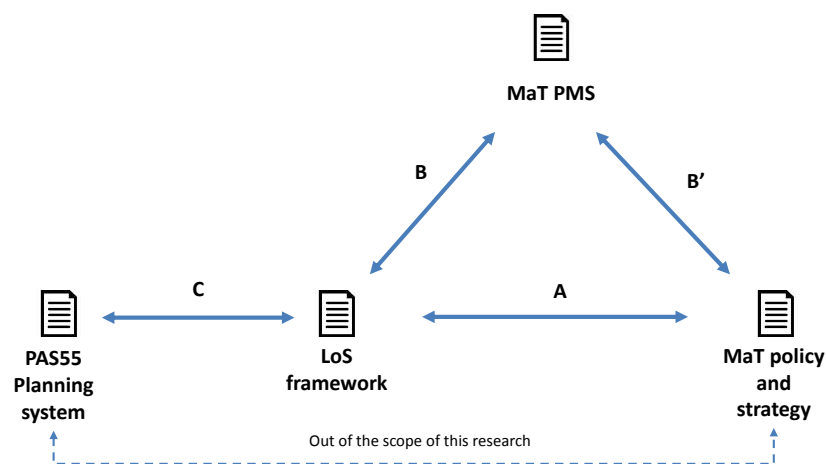 MaT PMS
B
B’
C
A
PAS55
Planning
system
LoS
framework
MaT policy
and
strategy
Out of the scope of this research